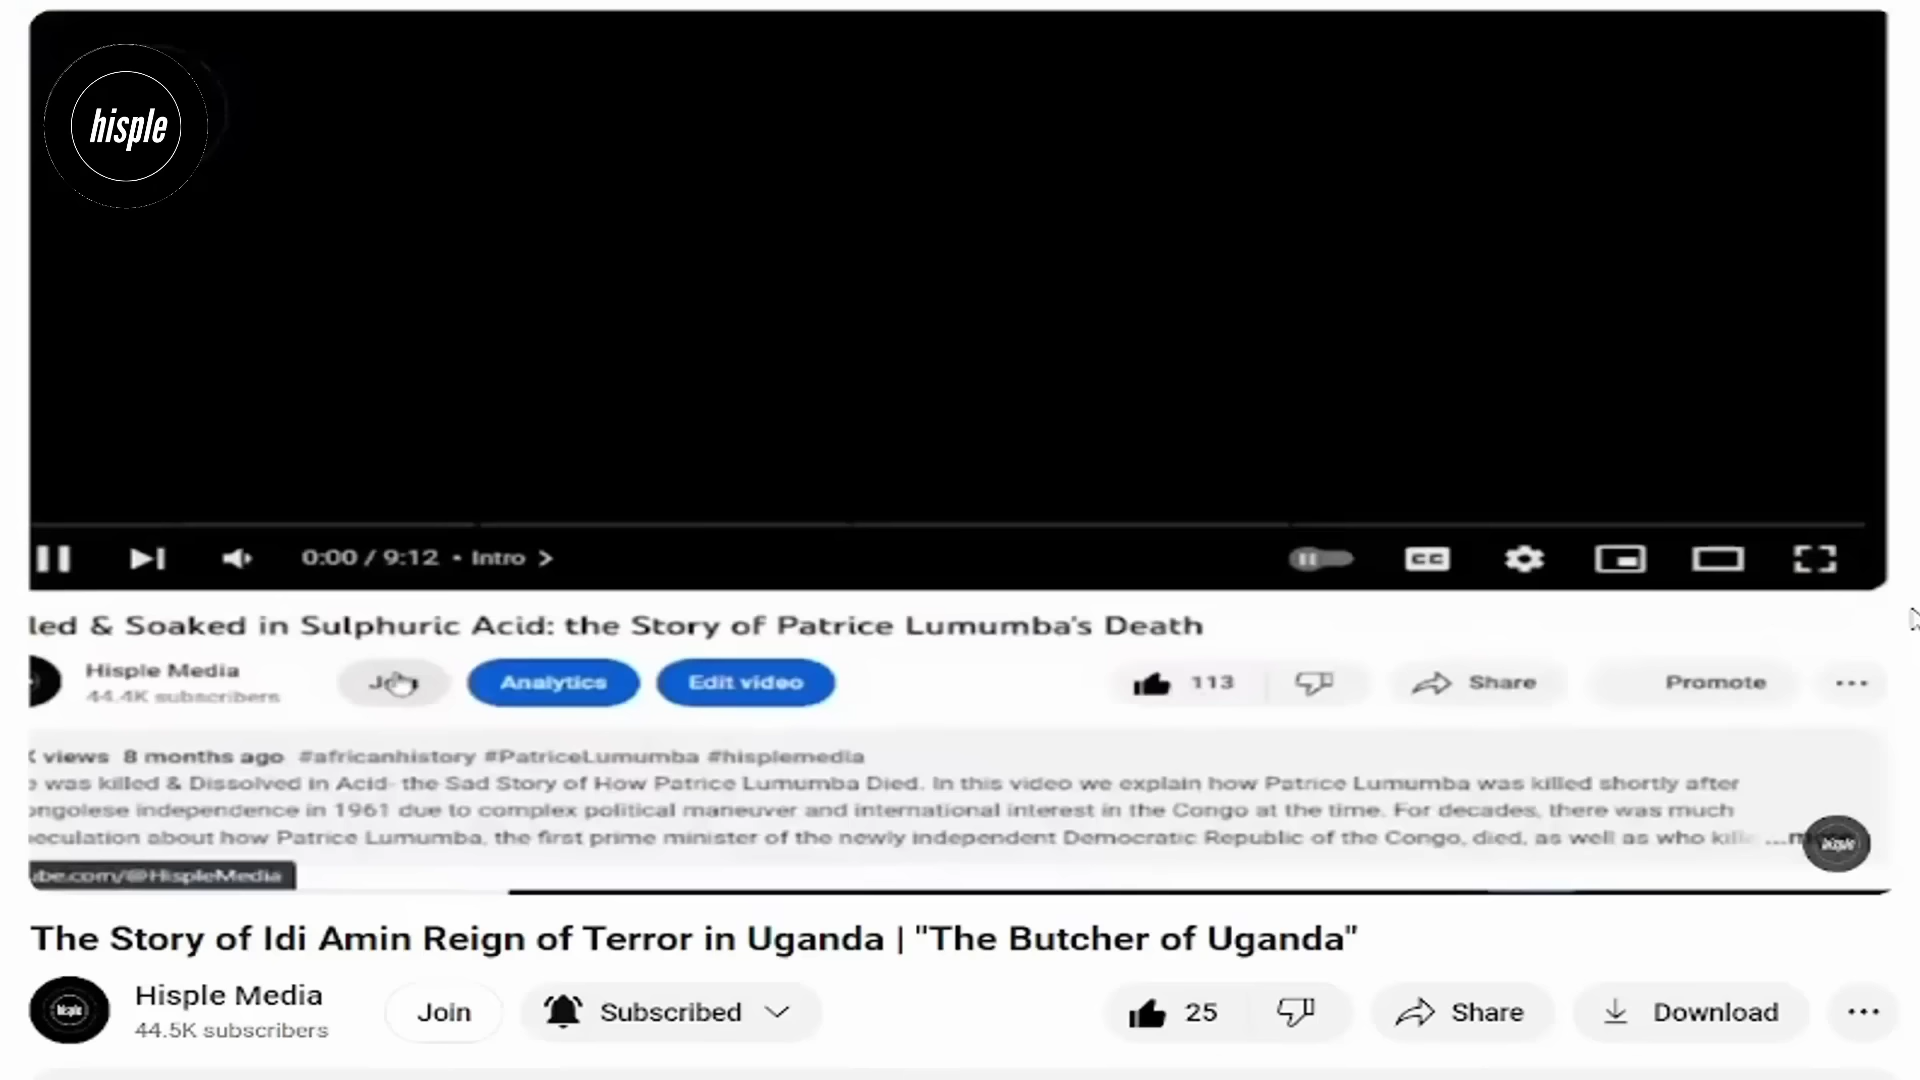 hisple
0:00 / 9:12 • Intro >
CC
led & Soaked in Sulphuric Acid: the Story of Patrice Lumumba's Death
Hisple Media
44.4K subscribers
Analytics
Edit video
113
Share
Promote
...
views 8 months ago #africanhistory #PatriceLumumba #hisplemedia
was killed & Dissolved in Acid- the Sad Story of How Patrice Lumumba Died. In this video we explain how Patrice Lumumba was killed shortly after
ongolese independence in 1961 due to complex political maneuver and international interest in the Congo at the time. For decades, there was much
eculation about how Patrice Lumumba, the first prime minister of the newly independent Democratic Republic of the Congo, died, as well as who
hisple
be.com/@HispleMedia
The Story of Idi Amin Reign of Terror in Uganda | "The Butcher of Uganda"
hisple
Hisple Media
44.5K subscribers
Join
Subscribed
25
Share
Download
...